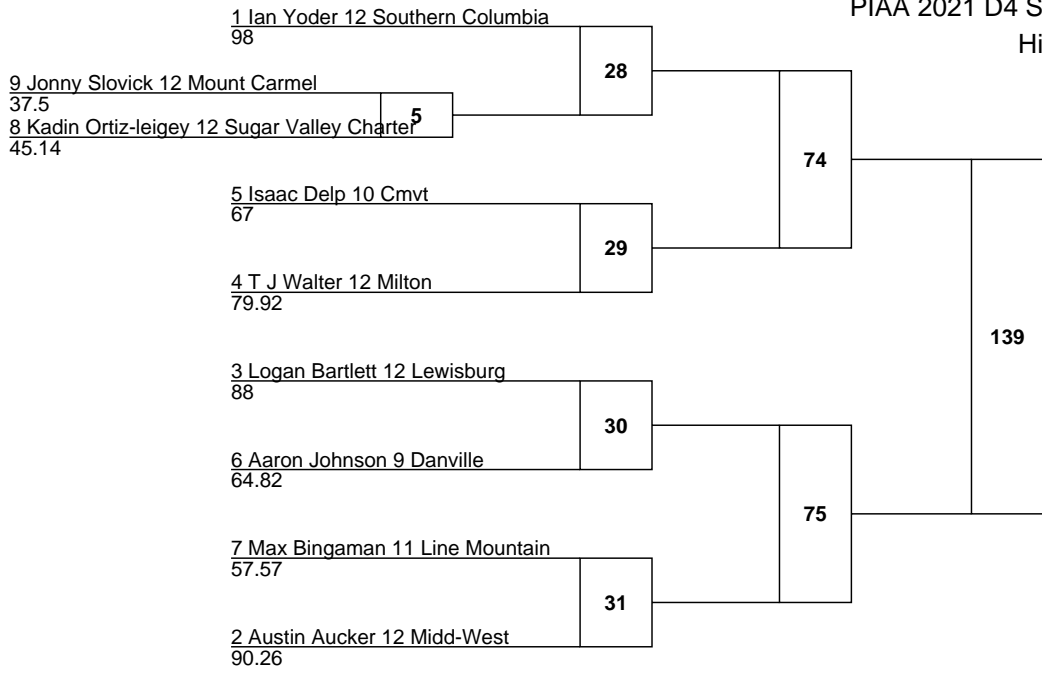 PIAA 2021 D4 S
Hi
1 Ian Yoder 12 Southern Columbia
98
28
9 Jonny Slovick 12 Mount Carmel
37.5
5
8 Kadin Ortiz-leigey 12 Sugar Valley Charter
45.14
74
5 Isaac Delp 10 Cmvt
67
29
4 T J Walter 12 Milton
79.92
139
3 Logan Bartlett 12 Lewisburg
88
30
6 Aaron Johnson 9 Danville
64.82
75
7 Max Bingaman 11 Line Mountain
57.57
31
2 Austin Aucker 12 Midd-West
90.26